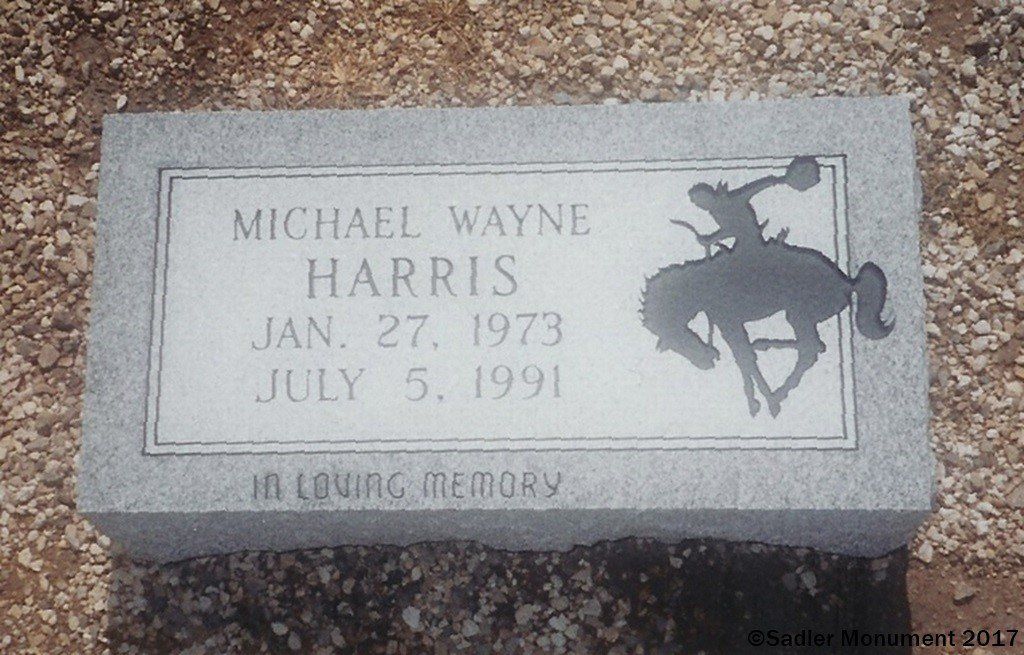 MICHAEL WAYNE
HARRIS
JAN. 27, 1973
JULY 5, 1991
IN LOVING MEMORY
©Sadler Monument 2017